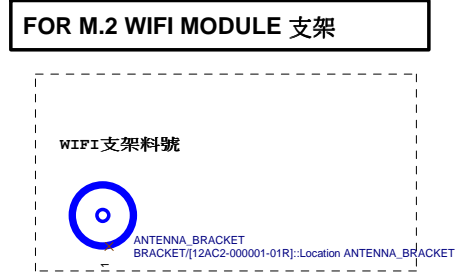 FOR M.2 WIFI MODULE 支架
WIFI支架料號
ANTENNA_BRACKET
BRACKET/[12AC2-000001-01R]::Location ANTENNA_BRACKET
1